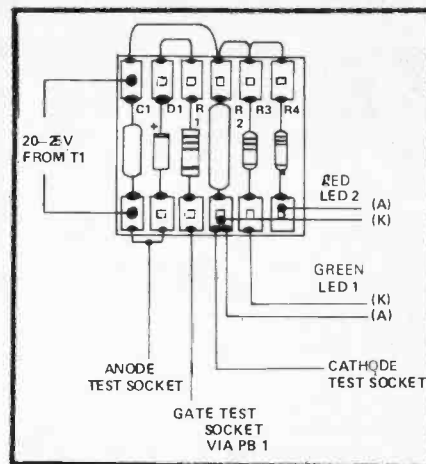 C1
D1
R
1
R
2
R3
R4
+
20–25V
FROM T1
RED
LED 2
(A)
(K)
GREEN
LED 1
(K)
(A)
ANODE
TEST SOCKET
CATHODE
TEST SOCKET
GATE TEST
SOCKET
VIA PB 1